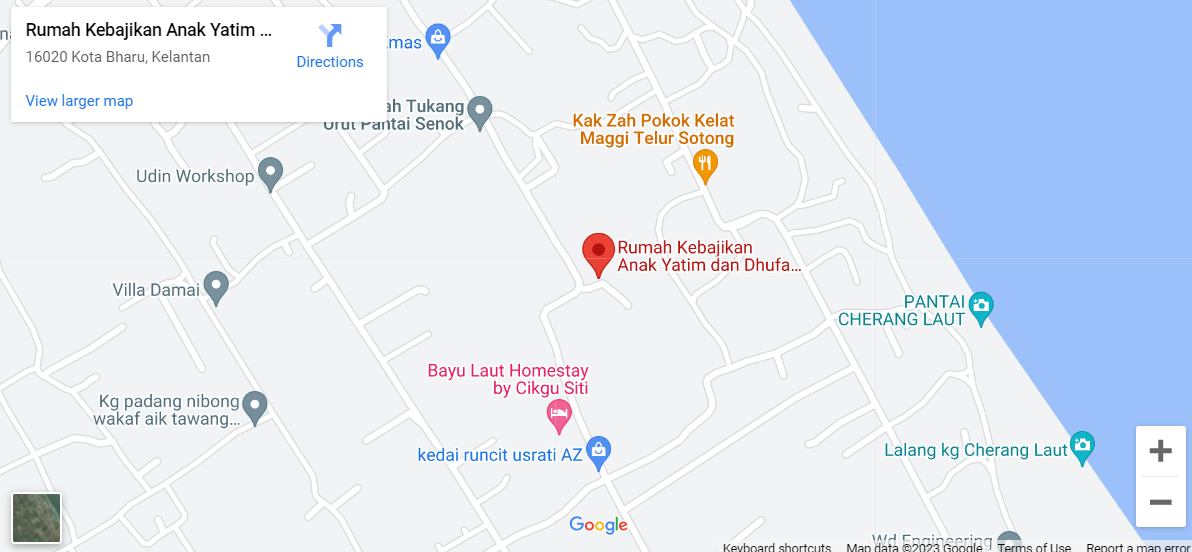 Rumah Kebajikan Anak Yatim ...
16020 Kota Bharu, Kelantan
Directions
View larger map
Urut Pantai Senok
Tukang
Kak Zah Pokok Kelat
Maggi Telur Sotong
Udin Workshop
Rumah Kebajikan
Anak Yatim dan Dhufa...
Villa Damai
PANTAI
CHERANG LAUT
Bayu Laut Homestay
by Cikgu Siti
Kg padang nibong
wakaf aik tawang...
kedai runcit usrati AZ
Lalang kg Cherang Laut
Google
Wd Engineering
Keyboard shortcuts
Map data ©2023 Google
Terms of Use
Report a map error